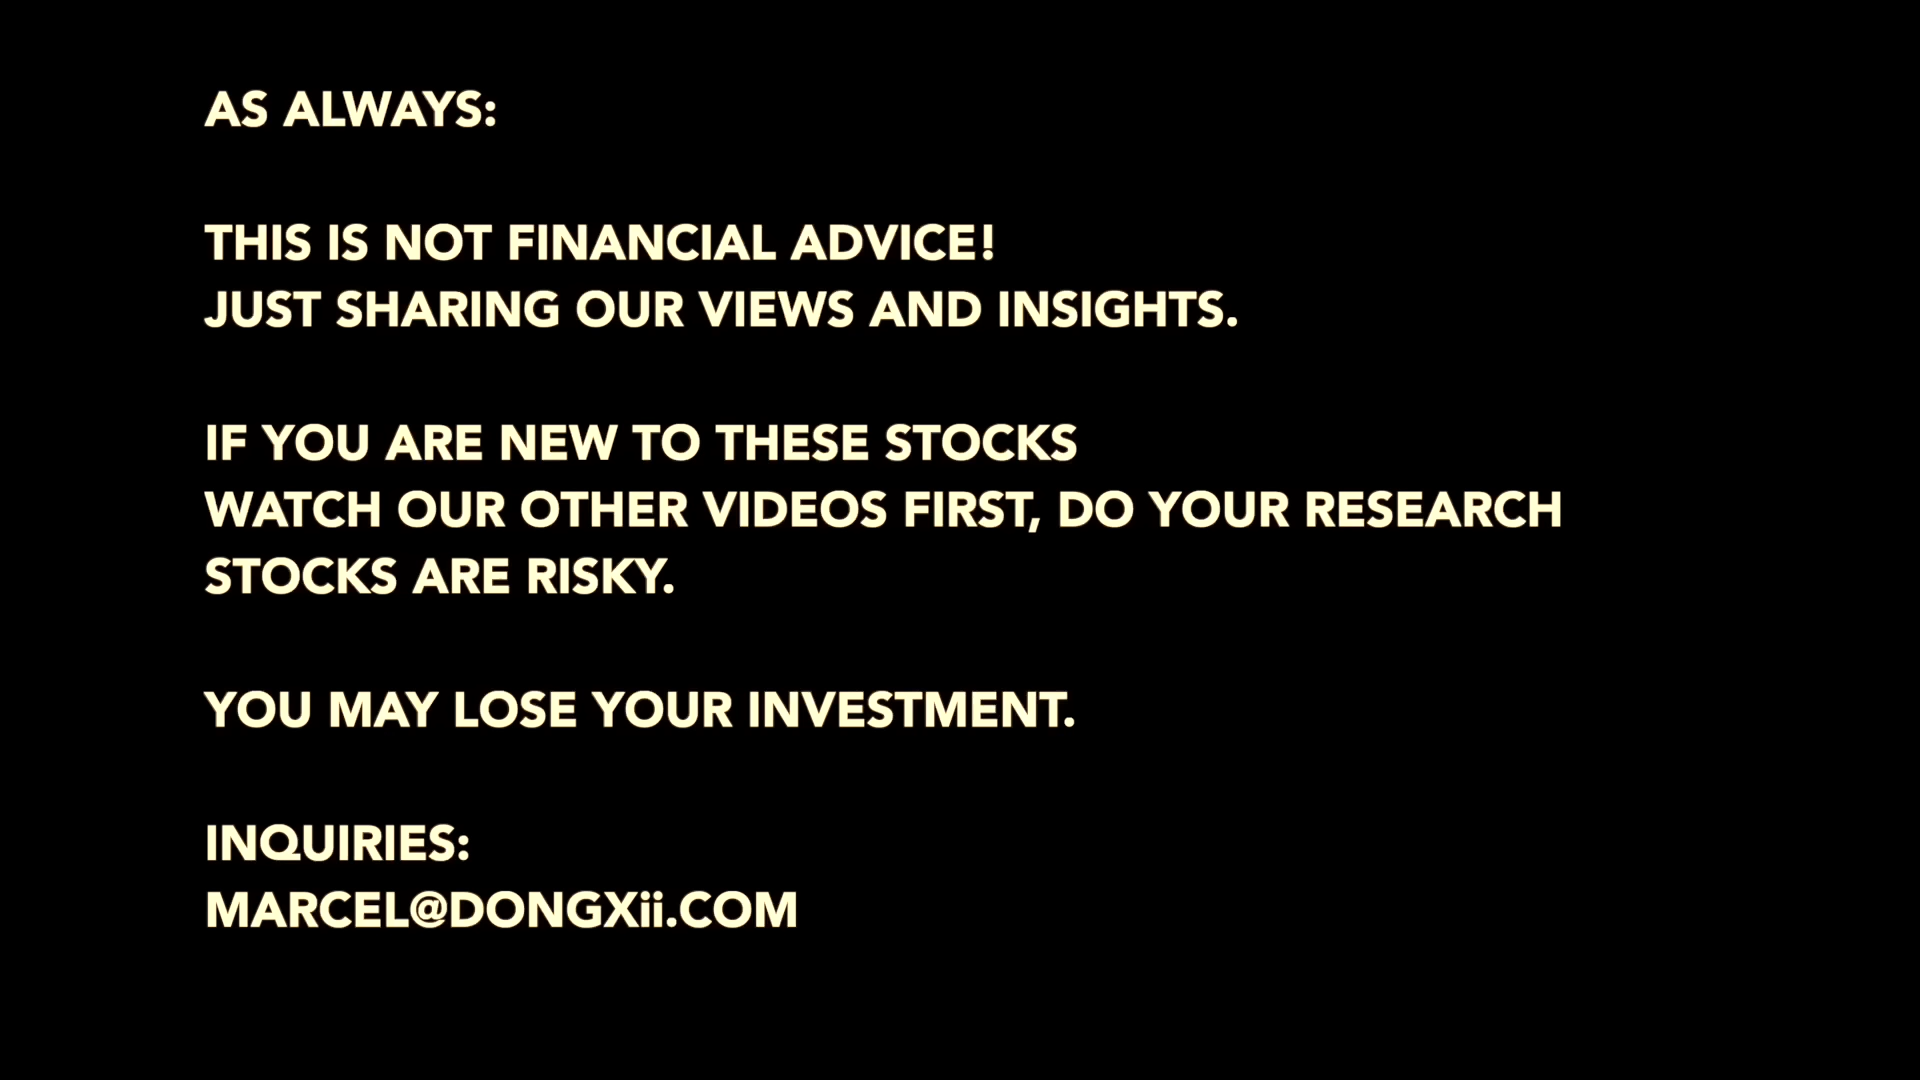 AS ALWAYS:
THIS IS NOT FINANCIAL ADVICE!
JUST SHARING OUR VIEWS AND INSIGHTS.
IF YOU ARE NEW TO THESE STOCKS
WATCH OUR OTHER VIDEOS FIRST, DO YOUR RESEARCH
STOCKS ARE RISKY.
YOU MAY LOSE YOUR INVESTMENT.
INQUIRIES:
MARCEL@DONGXii.COM